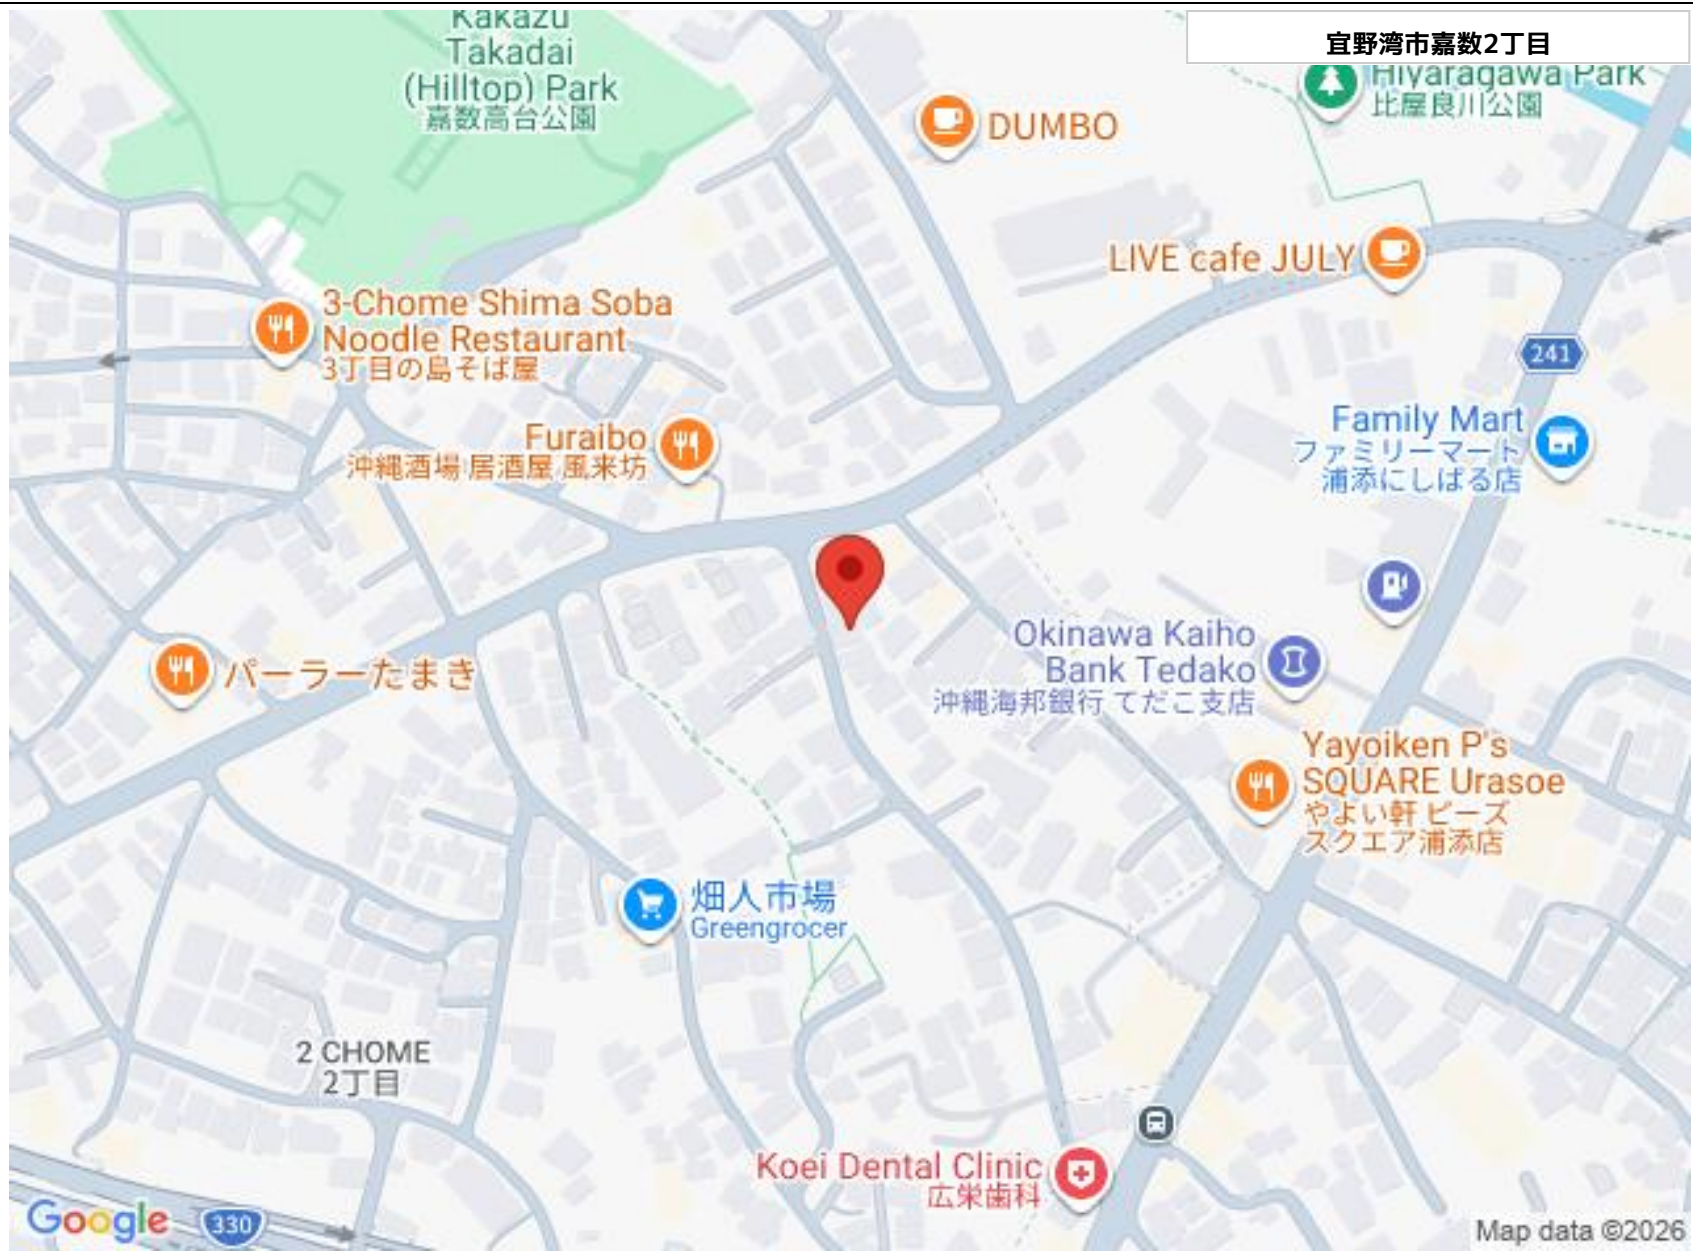 宜野湾市嘉数2丁目
Kakazu
Takadai
(Hilltop) Park
嘉数高台公園
Hiyaragawa Park
比屋良川公園
DUMBO
LIVE cafe JULY
3-Chome Shima Soba
Noodle Restaurant
3丁目の島そば屋
241
Family Mart
ファミリーマート
浦添にしばる店
Furaibo
沖縄酒場 居酒屋 風来坊
Okinawa Kaiho
Bank Tedako
沖縄海邦銀行 てだこ支店
パーラーたまき
Yayoiken P's
SQUARE Urasoe
やよい軒 ピーズ
スクエア浦添店
畑人市場
Greengrocer
2 CHOME
2丁目
Koei Dental Clinic
広栄歯科
Google
330
Map data ©2026